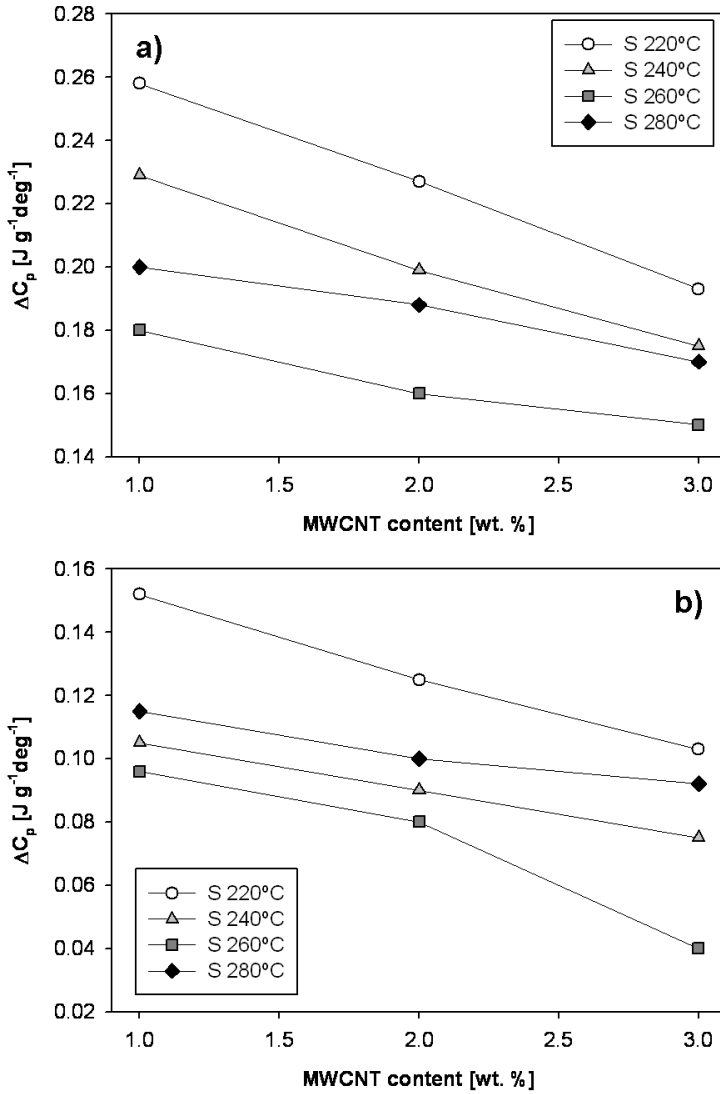 a)
S 220ºC
S 240ºC
S 260ºC
S 280ºC
0.28
0.26
0.24
0.22
0.20
0.18
0.16
0.14
ΔCp [J g-1deg-1]
1.0 1.5 2.0 2.5 3.0
MWCNT content [wt. %]
b)
0.16
0.14
0.12
0.10
0.08
0.06
0.04
0.02
ΔCp [J g-1deg-1]
S 220ºC
S 240ºC
S 260ºC
S 280ºC
1.0 1.5 2.0 2.5 3.0
MWCNT content [wt. %]